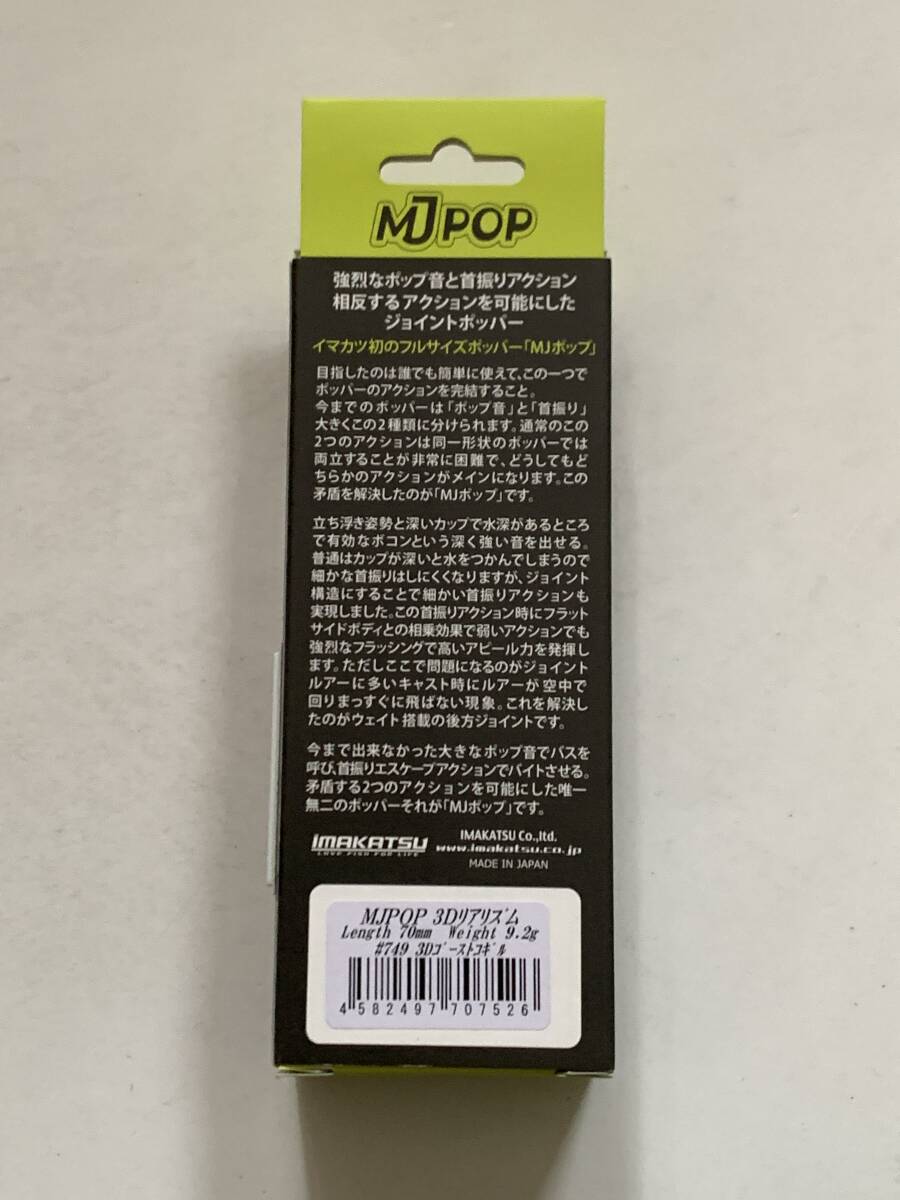 MJPOP
強烈なポップ音と首振りアクション
相反するアクションを可能にした
ジョイントポッパー
イマカツ初のフルサイズポッパー「MJポップ」
目指したのは誰でも簡単に使えて、この一つで
ポッパーのアクションを完結すること。
今までのポッパーは「ポップ音」と「首振り」
大きくこの2種類に分けられます。通常のこの
2つのアクションは同一形状のポッパーでは
両立することが非常に困難で、どうしてもど
ちらかのアクションがメインになります。この
矛盾を解決したのが「MJポップ」です。
立ち浮き姿勢と深いカップで水深があるところ
で有効なボコンという深く強い音を出せる。
普通はカップが深いと水をつかんでしまうので
細かな首振りはしにくくなりますが、ジョイント
構造にすることで細かい首振りアクションも
実現しました。この首振りアクション時にフラット
サイドボディとの相乗効果で弱いアクションでも
強烈なフラッシングで高いアピール力を発揮し
ます。ただしここで問題になるのがジョイント
ルアーに多いキャスト時にルアーが空中で
回りまっすぐに飛ばない現象。これを解決し
たのがウェイト搭載の後方ジョイントです。
今まで出来なかった大きなポップ音でバスを
呼び、首振りエスケープアクションでバイトさせる。
矛盾する2つのアクションを可能にした唯一
無二のポッパーそれが「MJポップ」です。
IMAKATSU
LOVE FISH FOR LIFE
IMAKATSU Co.,ltd.
www.imakatsu.co.jp
MADE IN JAPAN
MJPOP 3Dリアリズム
Length 70mm Weight 9.2g
#749 3Dゴーストコギル
4 582497 707526